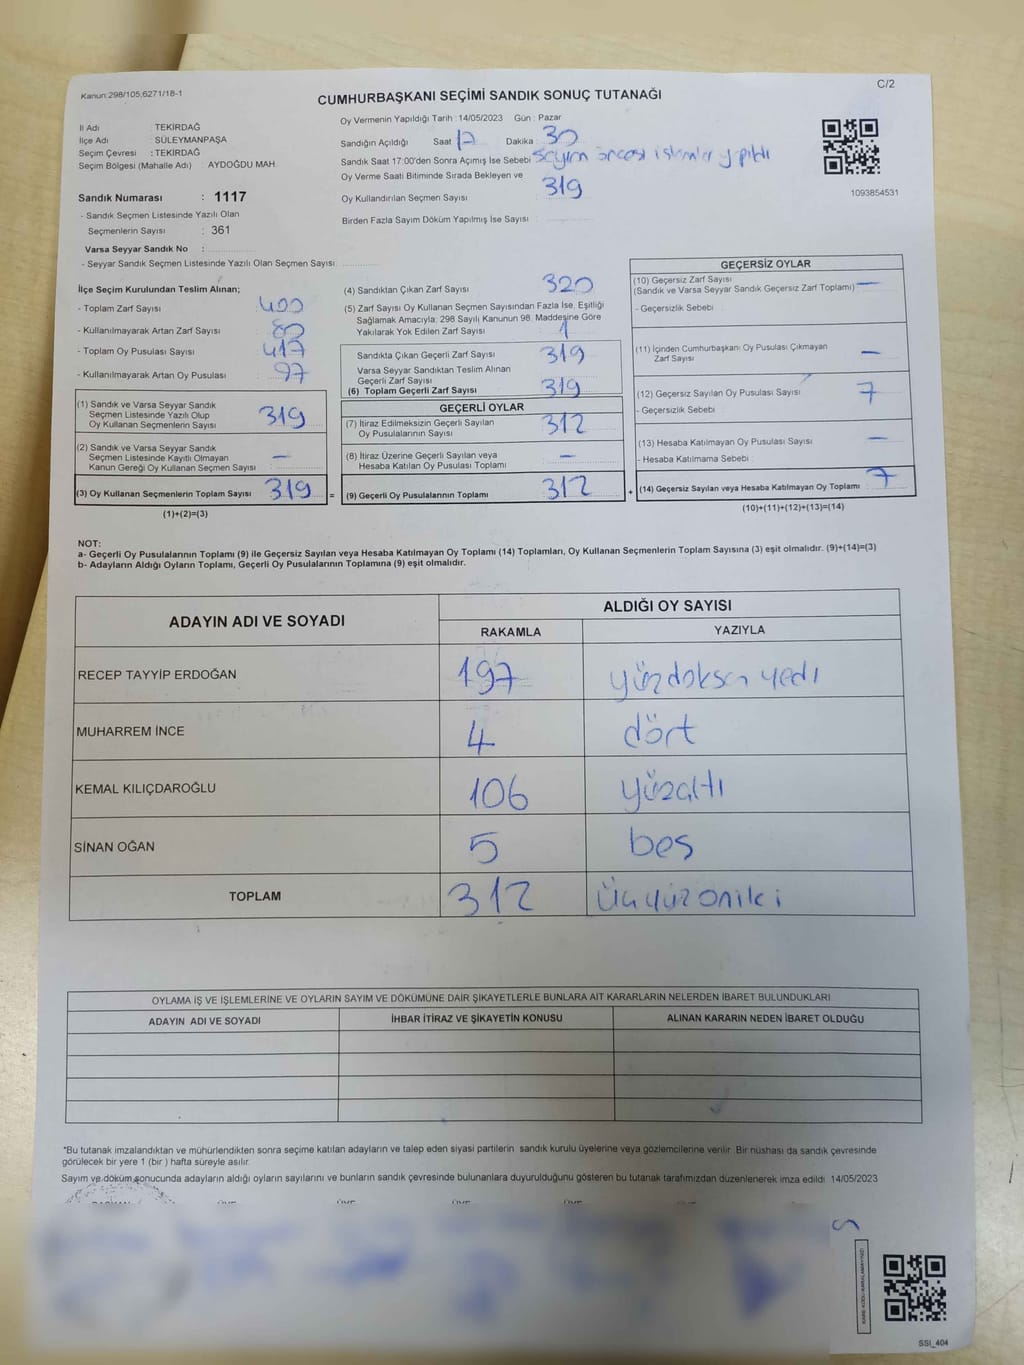 Kanun:298/105,6271/18-1
C/2
CUMHURBAŞKANI SEÇİMİ SANDIK SONUÇ TUTANAĞI
İl Adı TEKİRDAĞ
İlçe Adı : SÜLEYMANPAŞA
Seçim Çevresi : TEKİRDAĞ
Seçim Bölgesi (Mahalle Adı) : AYDOĞDU MAH.
Sandık Numarası : 1117
- Sandık Seçmen Listesinde Yazılı Olan
Seçmenlerin Sayısı : 361
Varsa Seyyar Sandık No :
- Seyyar Sandık Seçmen Listesinde Yazılı Olan Seçmen Sayısı:
Oy Vermenin Yapıldığı Tarih : 14/05/2023 Gün : Pazar
Sandığın Açıldığı Saat 17 Dakika : 30
Sandık Saat 17:00'den Sonra Açımış İse Sebebi sayım öncesi işlemler yapıldı
Oy Verme Saati Bitiminde Sırada Bekleyen ve
Oy Kullandırılan Seçmen Sayısı 319
Birden Fazla Sayım Döküm Yapılmış İse Sayısı
1093854531
İlçe Seçim Kurulundan Teslim Alınan;
- Toplam Zarf Sayısı : 400
- Kullanılmayarak Artan Zarf Sayısı : 80
- Toplam Oy Pusulası Sayısı : 417
- Kullanılmayarak Artan Oy Pusulası : 97
(1) Sandık ve Varsa Seyyar Sandık
Seçmen Listesinde Yazılı Olup
Oy Kullanan Seçmenlerin Sayısı 319
(2) Sandık ve Varsa Seyyar Sandık
Seçmen Listesinde Kayıtlı Olmayan
Kanun Gereği Oy Kullanan Seçmen Sayısı : —
(3) Oy Kullanan Seçmenlerin Toplam Sayısı 319 =
(1)+(2)=(3)
(4) Sandıktan Çıkan Zarf Sayısı 320
(5) Zarf Sayısı Oy Kullanan Seçmen Sayısından Fazla İse, Eşitliği
Sağlamak Amacıyla; 298 Sayılı Kanunun 98. Maddesine Göre
Yakılarak Yok Edilen Zarf Sayısı 1
Sandıkta Çıkan Geçerli Zarf Sayısı 319
Varsa Seyyar Sandıktan Teslim Alınan
Geçerli Zarf Sayısı
(6) Toplam Geçerli Zarf Sayısı 319
GEÇERLİ OYLAR
(7) İtiraz Edilmeksizin Geçerli Sayılan
Oy Pusulalarının Sayısı 312
(8) İtiraz Üzerine Geçerli Sayılan veya
Hesaba Katılan Oy Pusulası Toplamı —
(9) Geçerli Oy Pusulalarının Toplamı 312 +
GEÇERSİZ OYLAR
(10) Geçersiz Zarf Sayısı
(Sandık ve Varsa Seyyar Sandık Geçersiz Zarf Toplamı) —
- Geçersizlik Sebebi :
(11) İçinden Cumhurbaşkanı Oy Pusulası Çıkmayan
Zarf Sayısı —
(12) Geçersiz Sayılan Oy Pusulası Sayısı 7
- Geçersizlik Sebebi :
(13) Hesaba Katılmayan Oy Pusulası Sayısı —
- Hesaba Katılmama Sebebi :
(14) Geçersiz Sayılan veya Hesaba Katılmayan Oy Toplamı : 7
(10)+(11)+(12)+(13)=(14)
NOT:
a- Geçerli Oy Pusulalarının Toplamı (9) ile Geçersiz Sayılan veya Hesaba Katılmayan Oy Toplamı (14) Toplamları, Oy Kullanan Seçmenlerin Toplam Sayısına (3) eşit olmalıdır. (9)+(14)=(3)
b- Adayların Aldığı Oyların Toplamı, Geçerli Oy Pusulalarının Toplamına (9) eşit olmalıdır.
ADAYIN ADI VE SOYADI
ALDIĞI OY SAYISI
RAKAMLA YAZIYLA
RECEP TAYYİP ERDOĞAN 197 yüzdoksan yedi
MUHARREM İNCE 4 dört
KEMAL KILIÇDAROĞLU 106 yüzaltı
SİNAN OĞAN 5 beş
TOPLAM 312 Üçyüzoniki
OYLAMA İŞ VE İŞLEMLERİNE VE OYLARIN SAYIM VE DÖKÜMÜNE DAİR ŞİKAYETLERLE BUNLARA AİT KARARLARIN NELERDEN İBARET BULUNDUKLARI
ADAYIN ADI VE SOYADI İHBAR İTİRAZ VE ŞİKAYETİN KONUSU ALINAN KARARIN NEDEN İBARET OLDUĞU
*Bu tutanak imzalandıktan ve mühürlendikten sonra seçime katılan adayların ve talep eden siyasi partilerin sandık kurulu üyelerine veya gözlemcilerine verilir. Bir nüshası da sandık çevresinde
görülecek bir yere 1 (bir ) hafta süreyle asılır.
Sayım ve döküm sonucunda adayların aldığı oyların sayılarını ve bunların sandık çevresinde bulunanlara duyurulduğunu gösteren bu tutanak tarafımızdan düzenlenerek imza edildi. 14/05/2023
SSI_404